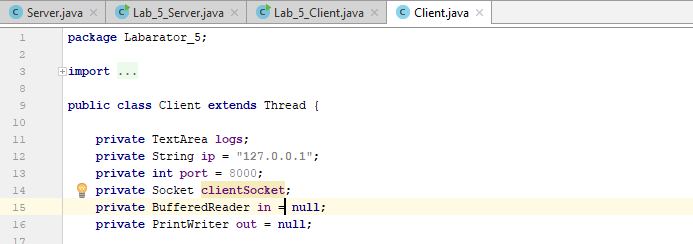 Server.java Lab_5_Server.java Lab_5_Client.java Client.java
1 package Labarator_5;
2
3 import ...
8
9 public class Client extends Thread {
10
11 private TextArea logs;
12 private String ip = "127.0.0.1";
13 private int port = 8000;
14 private Socket clientSocket;
15 private BufferedReader in = null;
16 private PrintWriter out = null;
17